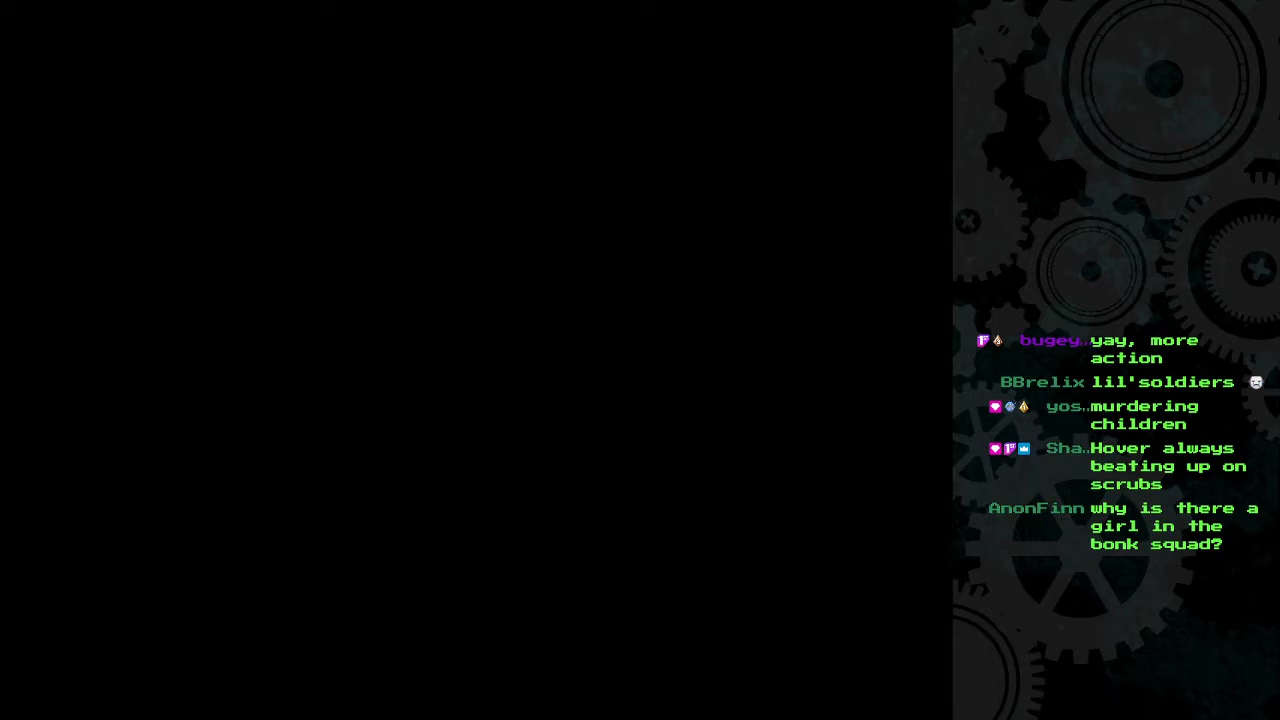 bugey.. yay, more
action
BBrelix lil'soldiers
yos.. murdering
children
Sha.. Hover always
beating up on
scrubs
AnonFinn why is there a
girl in the
bonk squad?